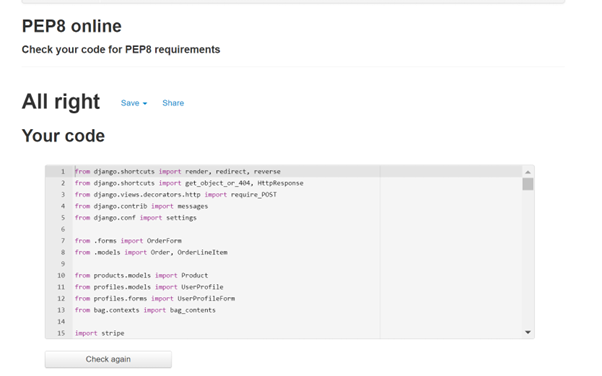 PEP8 online
Check your code for PEP8 requirements
All right Save Share
Your code
1 from django.shortcuts import render, redirect, reverse
2 from django.shortcuts import get_object_or_404, HttpResponse
3 from django.views.decorators.http import require_POST
4 from django.contrib import messages
5 from django.conf import settings
6
7 from .forms import OrderForm
8 from .models import Order, OrderLineItem
9
10 from products.models import Product
11 from profiles.models import UserProfile
12 from profiles.forms import UserProfileForm
13 from bag.contexts import bag_contents
14
15 import stripe
Check again